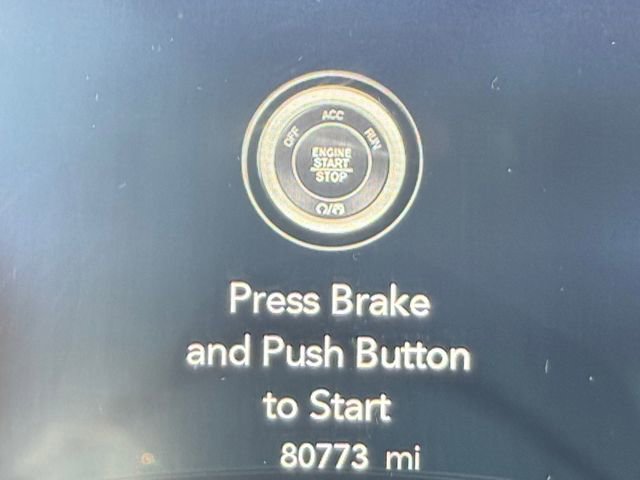 ACC
OFF RUN
ENGINE
START
STOP
Press Brake
and Push Button
to Start
80773 mi